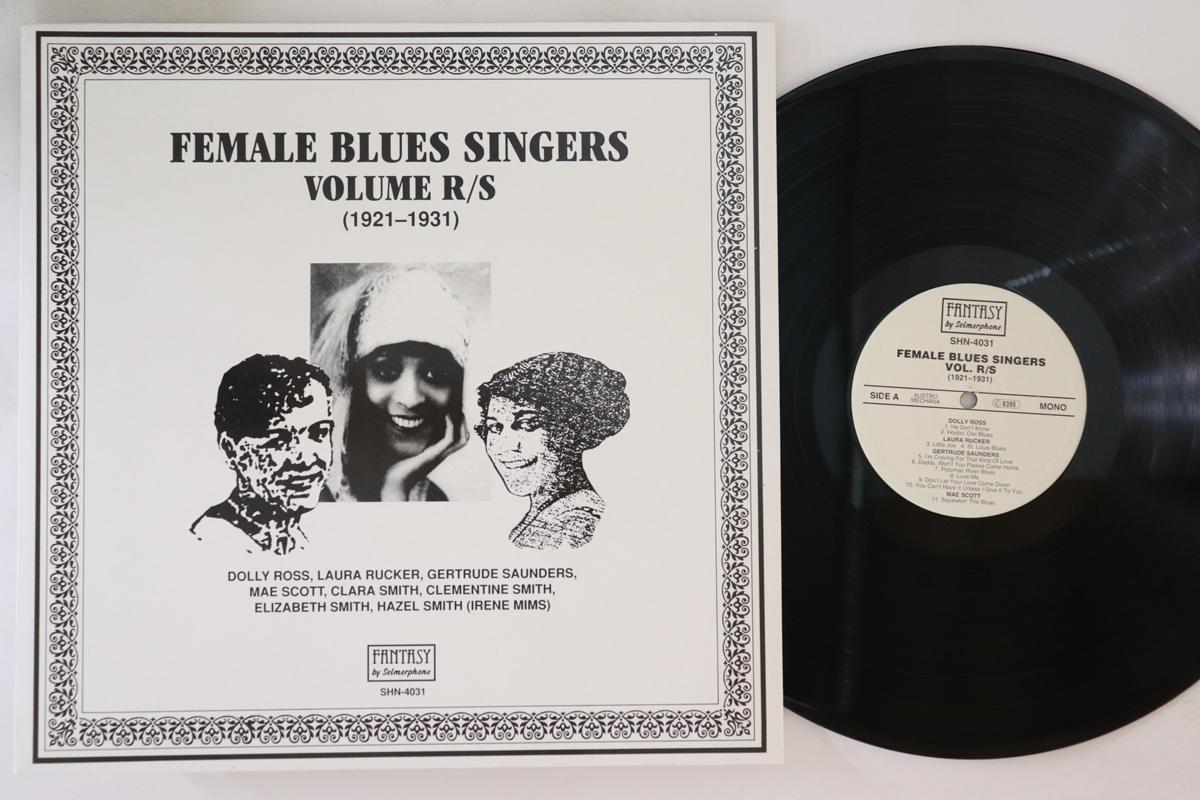 FEMALE BLUES SINGERS
VOLUME R/S
(1921–1931)
DOLLY ROSS, LAURA RUCKER, GERTRUDE SAUNDERS,
MAE SCOTT, CLARA SMITH, CLEMENTINE SMITH,
ELIZABETH SMITH, HAZEL SMITH (IRENE MIMS)
FANTASY
by Selmerphone
SHN-4031
FANTASY
by Selmerphone
SHN-4031
FEMALE BLUES SINGERS
VOL. R/S
(1921–1931)
SIDE A AUSTRO MECHANA LC 8395 MONO
DOLLY ROSS
1. He Don't Know
2. Hootin' Owl Blues
LAURA RUCKER
3. Little Joe 4. St. Louis Blues
GERTRUDE SAUNDERS
5. I'm Craving For That Kind Of Love
6. Daddy, Won't You Please Come Home
7. Potomac River Blues
8. Love Me
9. Don't Let Your Love Come Down
10. You Can't Have It Unless I Give It To You
MAE SCOTT
11. Squawkin' The Blues